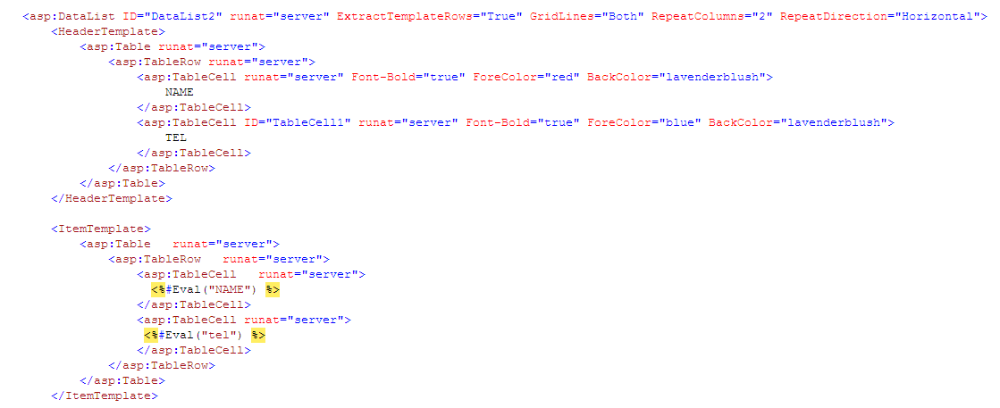 <asp:DataList ID="DataList2" runat="server" ExtractTemplateRows="True" GridLines="Both" RepeatColumns="2" RepeatDirection="Horizontal">
    <HeaderTemplate>
        <asp:Table runat="server">
            <asp:TableRow runat="server">
                <asp:TableCell runat="server" Font-Bold="true" ForeColor="red" BackColor="lavenderblush">
                    NAME
                </asp:TableCell>
                <asp:TableCell ID="TableCell1" runat="server" Font-Bold="true" ForeColor="blue" BackColor="lavenderblush">
                    TEL
                </asp:TableCell>
            </asp:TableRow>
        </asp:Table>
    </HeaderTemplate>

    <ItemTemplate>
        <asp:Table   runat="server">
            <asp:TableRow   runat="server">
                <asp:TableCell   runat="server">
                  <%#Eval("NAME") %>
                </asp:TableCell>
                <asp:TableCell runat="server">
                 <%#Eval("tel") %>
                </asp:TableCell>
            </asp:TableRow>
        </asp:Table>
    </ItemTemplate>